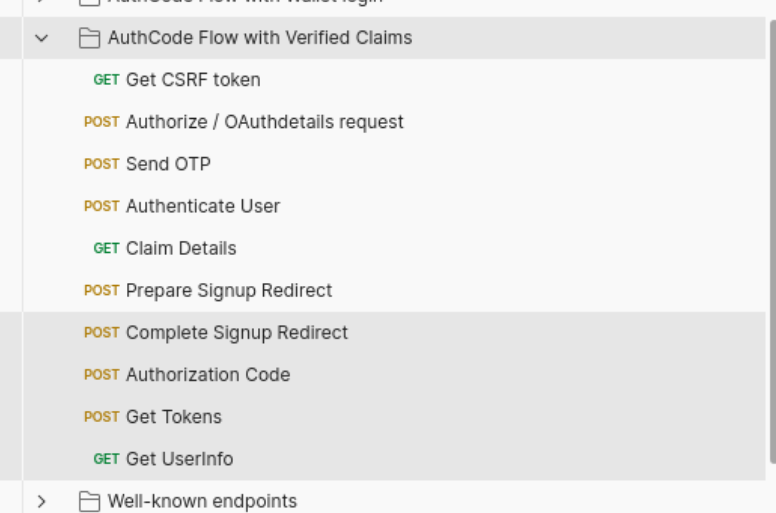 AuthCode Flow with Wallet login
AuthCode Flow with Verified Claims
GET Get CSRF token
POST Authorize / OAuthdetails request
POST Send OTP
POST Authenticate User
GET Claim Details
POST Prepare Signup Redirect
POST Complete Signup Redirect
POST Authorization Code
POST Get Tokens
GET Get UserInfo
Well-known endpoints